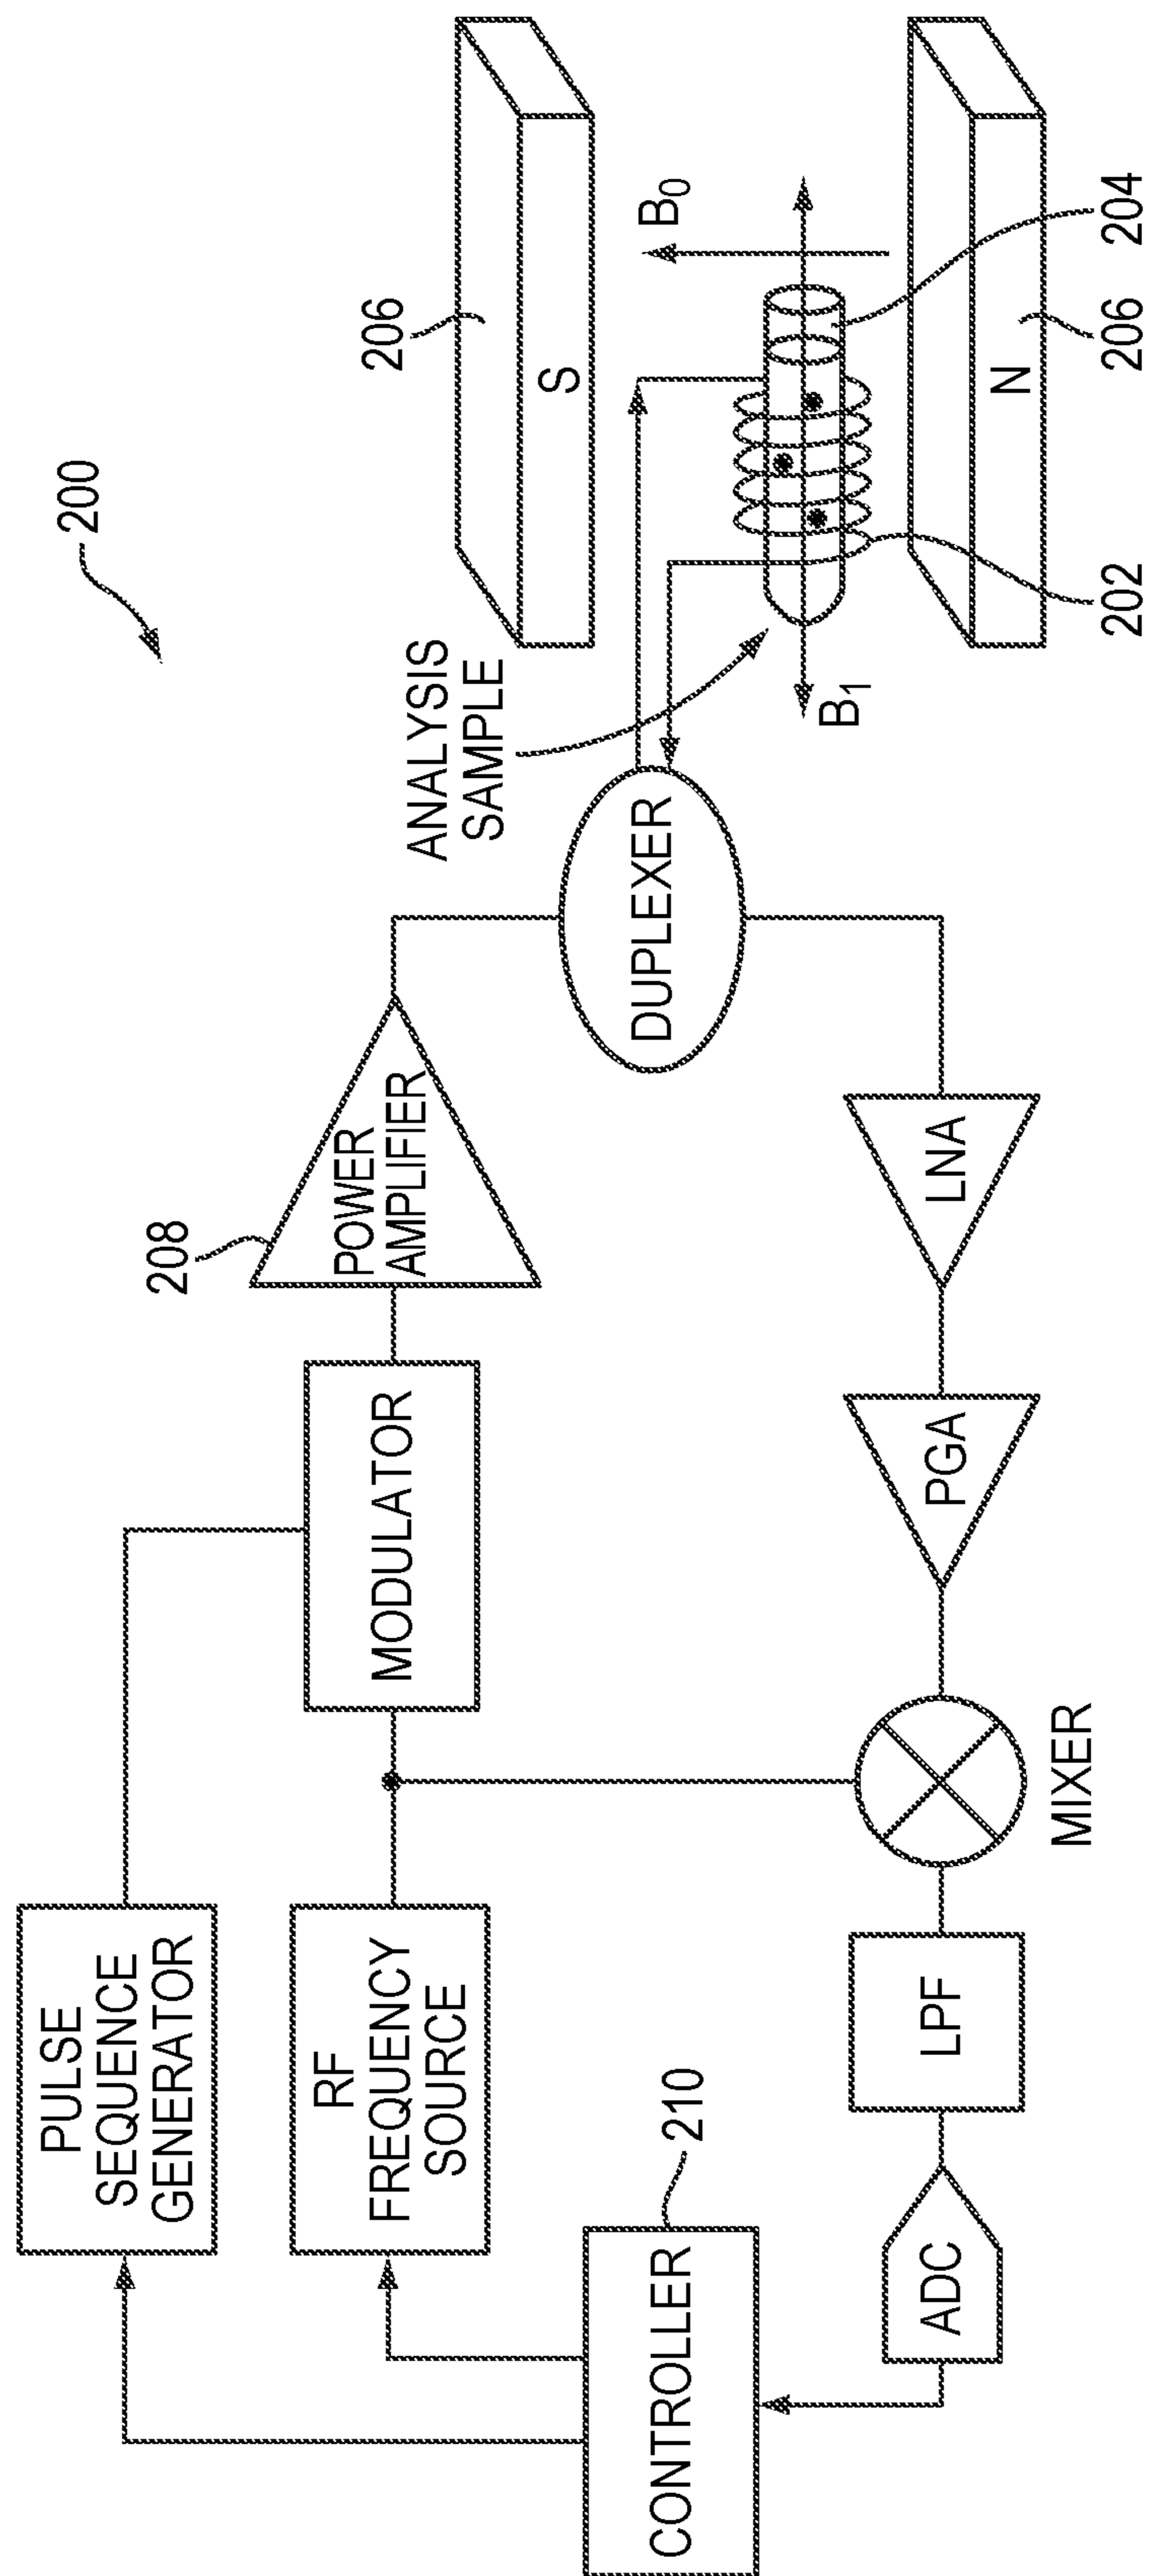 200
PULSE
SEQUENCE
GENERATOR
RF
FREQUENCY
SOURCE
MODULATOR
208
POWER
AMPLIFIER
DUPLEXER
ANALYSIS
SAMPLE
206
S
B0
B1
204
202
206
N
CONTROLLER
210
ADC
LPF
MIXER
PGA
LNA